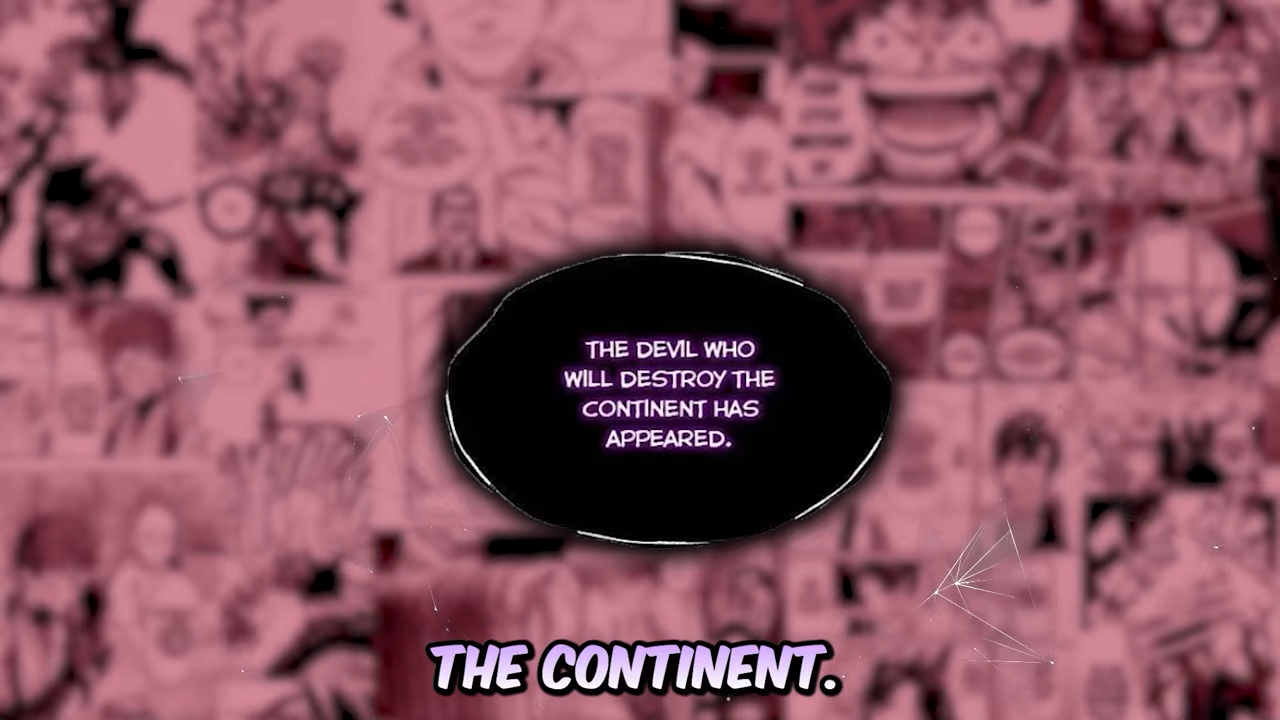 THE DEVIL WHO
WILL DESTROY THE
CONTINENT HAS
APPEARED.
THE CONTINENT.